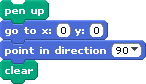 pen up
go to x: 0 y: 0
point in direction 90
clear